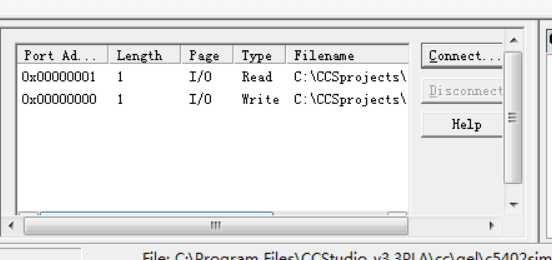 Port Ad... Length Page Type Filename Connect...
0x00000001 1 I/O Read C:\CCSprojects\
0x00000000 1 I/O Write C:\CCSprojects\ Disconnect
Help
File: C:\Program Files\CCStudio_v3.3PLA\cc\gel\c5402sim